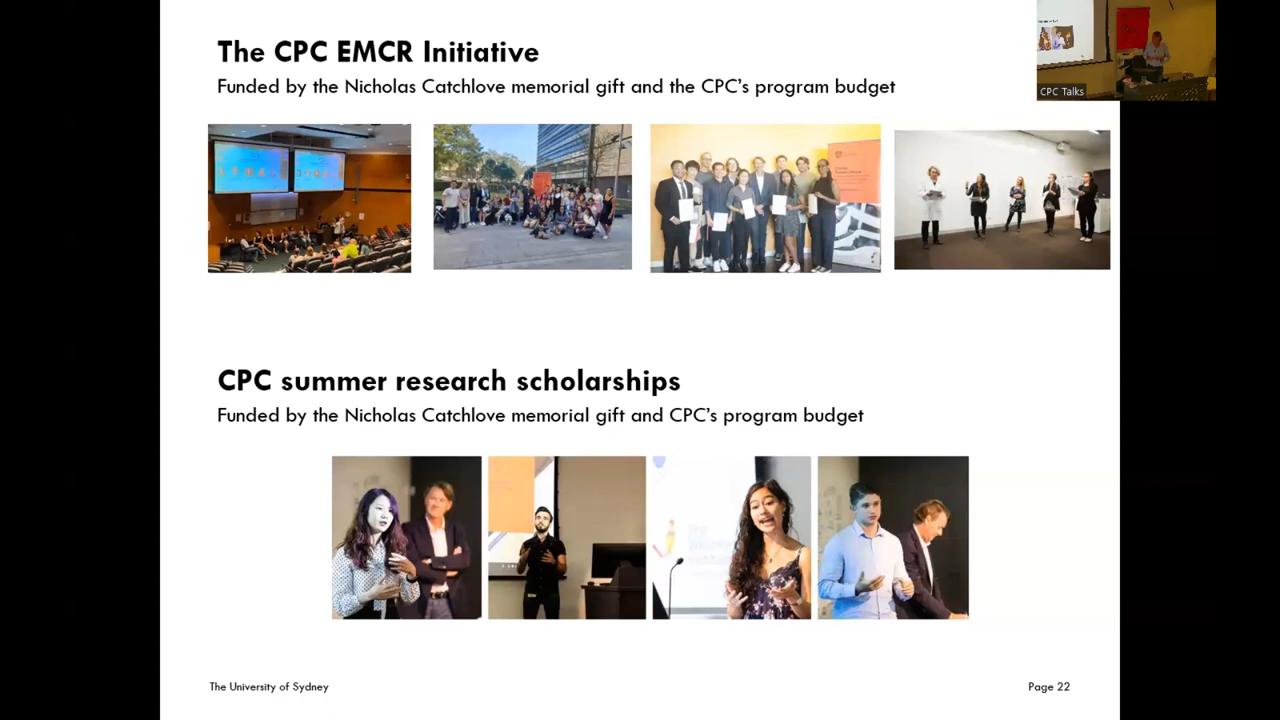 The CPC EMCR Initiative
Funded by the Nicholas Catchlove memorial gift and the CPC's program budget
CPC Talks
CPC summer research scholarships
Funded by the Nicholas Catchlove memorial gift and CPC's program budget
The University of Sydney
Page 22